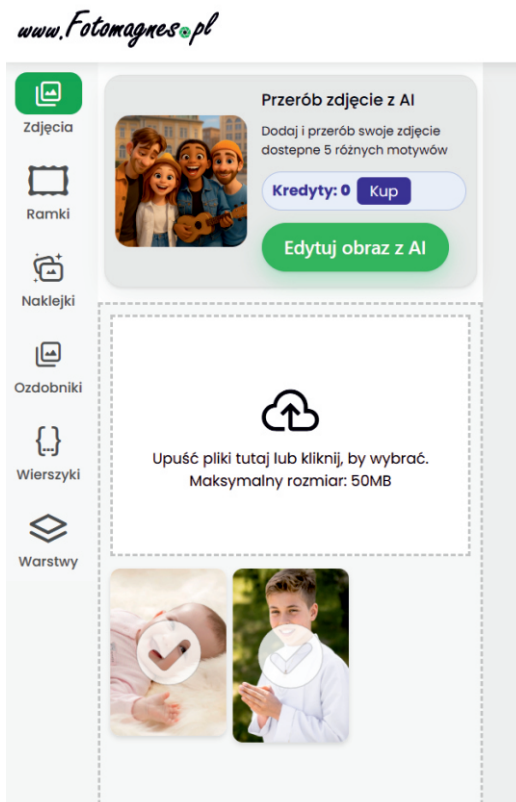 www.Fotomagnes.pl
Zdjęcia
Ramki
Naklejki
Ozdobniki
Wierszyki
Warstwy
Przerób zdjęcie z AI
Dodaj i przerób swoje zdjęcie
dostepne 5 różnych motywów
Kredyty: 0 Kup
Edytuj obraz z AI
Upuść pliki tutaj lub kliknij, by wybrać.
Maksymalny rozmiar: 50MB